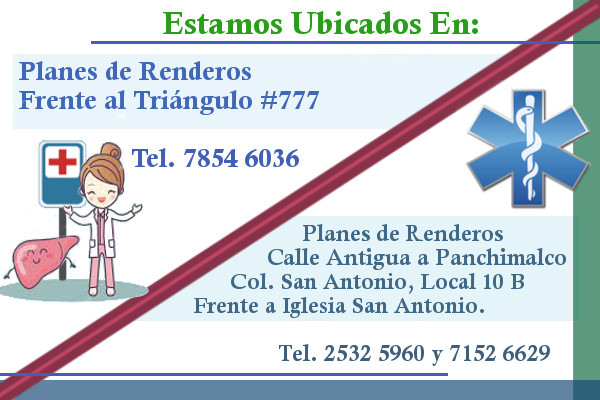 Estamos Ubicados En:
Planes de Renderos
Frente al Triángulo #777
Tel. 7854 6036
Planes de Renderos
Calle Antigua a Panchimalco
Col. San Antonio, Local 10 B
Frente a Iglesia San Antonio.
Tel. 2532 5960 y 7152 6629